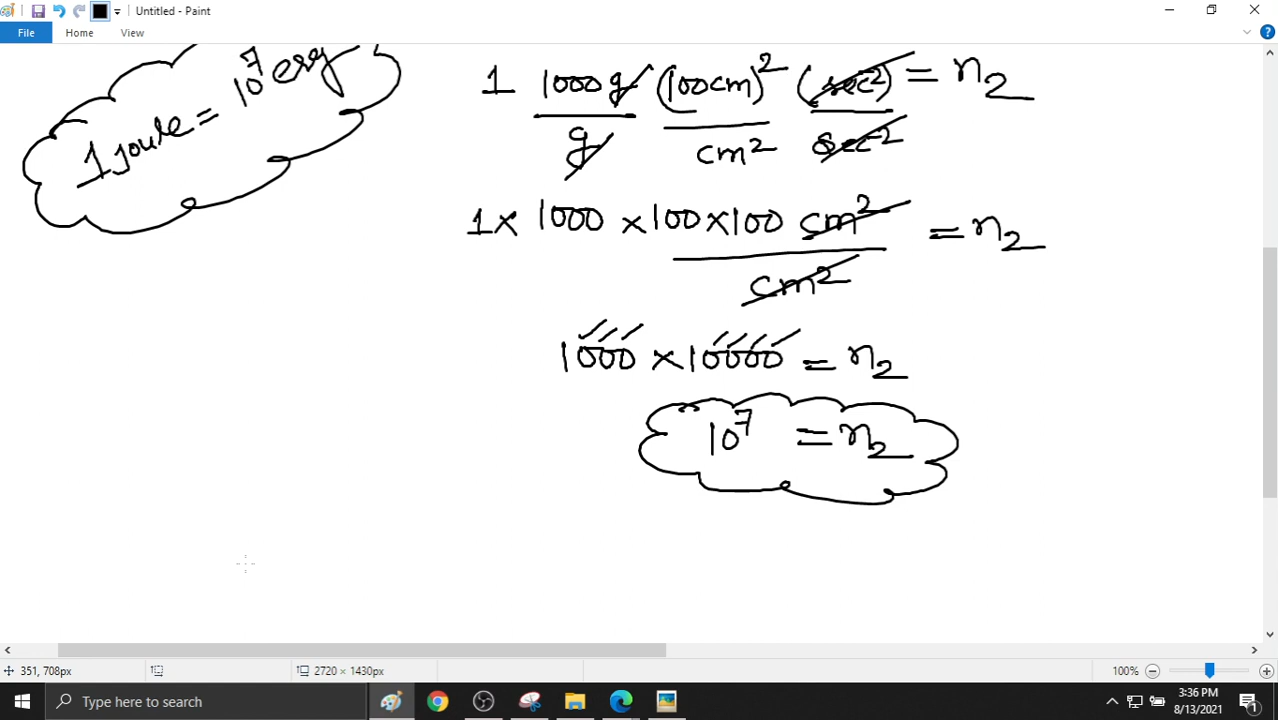 Untitled - Paint
File Home View
1 joule = 10⁷ erg
1 1000 g (100cm)² (sec²) = n₂
g cm² sec²
1 × 1000 × 100 × 100 cm² = n₂
cm²
1000 × 10000 = n₂
10⁷ = n₂
351, 708px
2720 × 1430px
100%
Type here to search
3:36 PM
8/13/2021
1